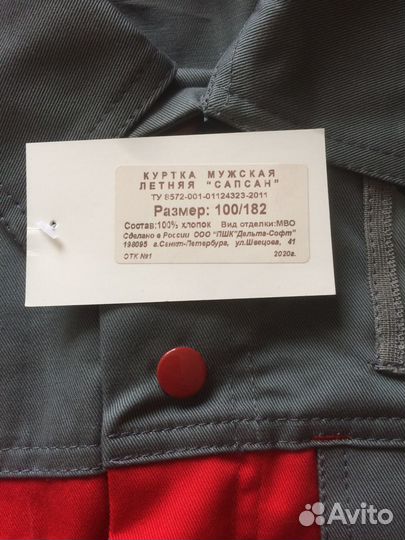 КУРТКА МУЖСКАЯ
ЛЕТНЯЯ "САПСАН"
ТУ 8572-001-01124323-2011
Размер: 100/182
Состав:100% хлопок Вид отделки:МВО
Сделано в России ООО "ПШК"Дельта-Софт"
198095 г.Санкт-Петербург, ул.Швецова, 41
ОТК №1 2020г.
Avito